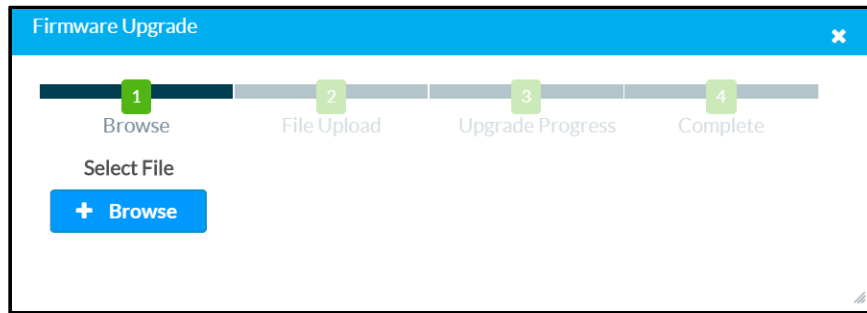 Firmware Upgrade
1 2 3 4
Browse File Upload Upgrade Progress Complete
Select File
+ Browse